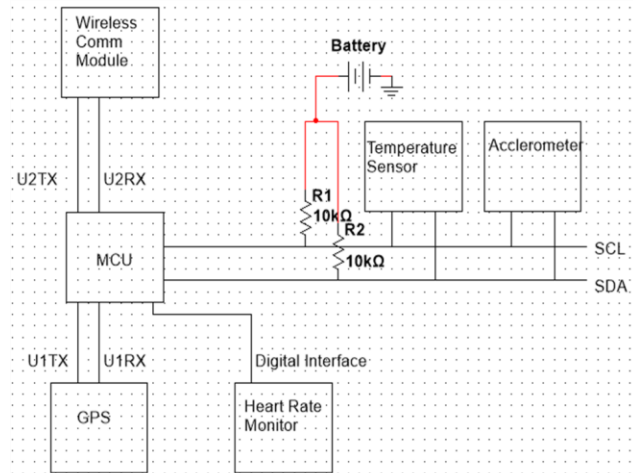 Wireless
Comm
Module
Battery
Temperature
Sensor
Acclerometer
U2TX
U2RX
R1
10kΩ
R2
10kΩ
MCU
SCL
SDA
U1TX
U1RX
Digital Interface
GPS
Heart Rate
Monitor